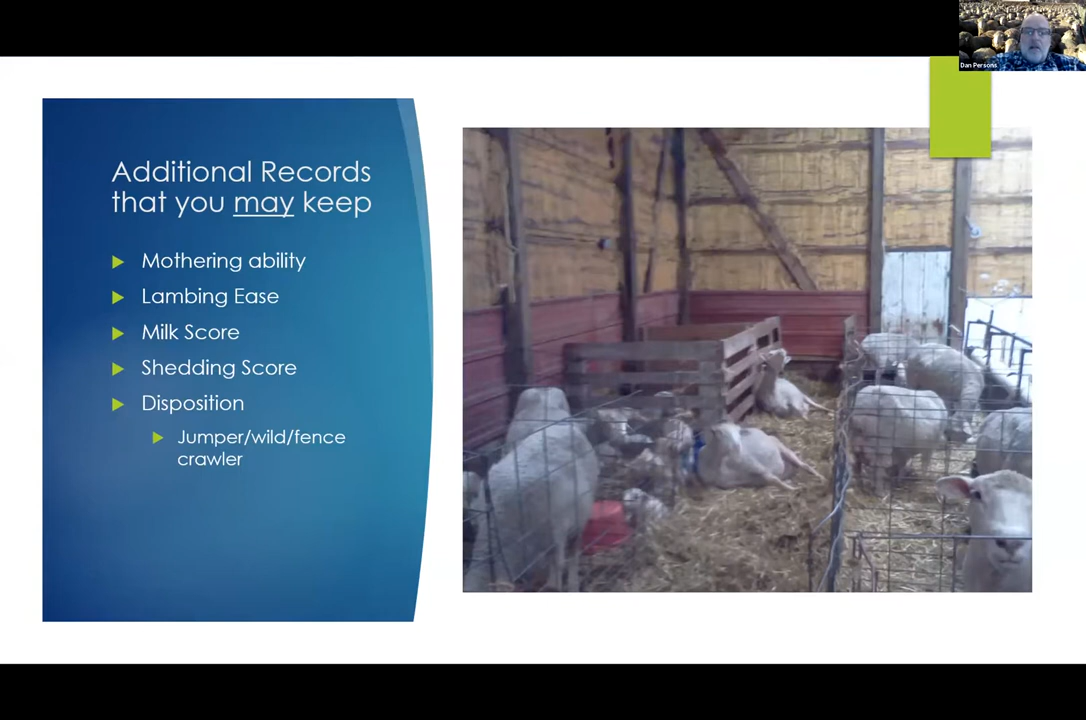 Dan Persons
Additional Records
that you may keep
Mothering ability
Lambing Ease
Milk Score
Shedding Score
Disposition
Jumper/wild/fence
crawler